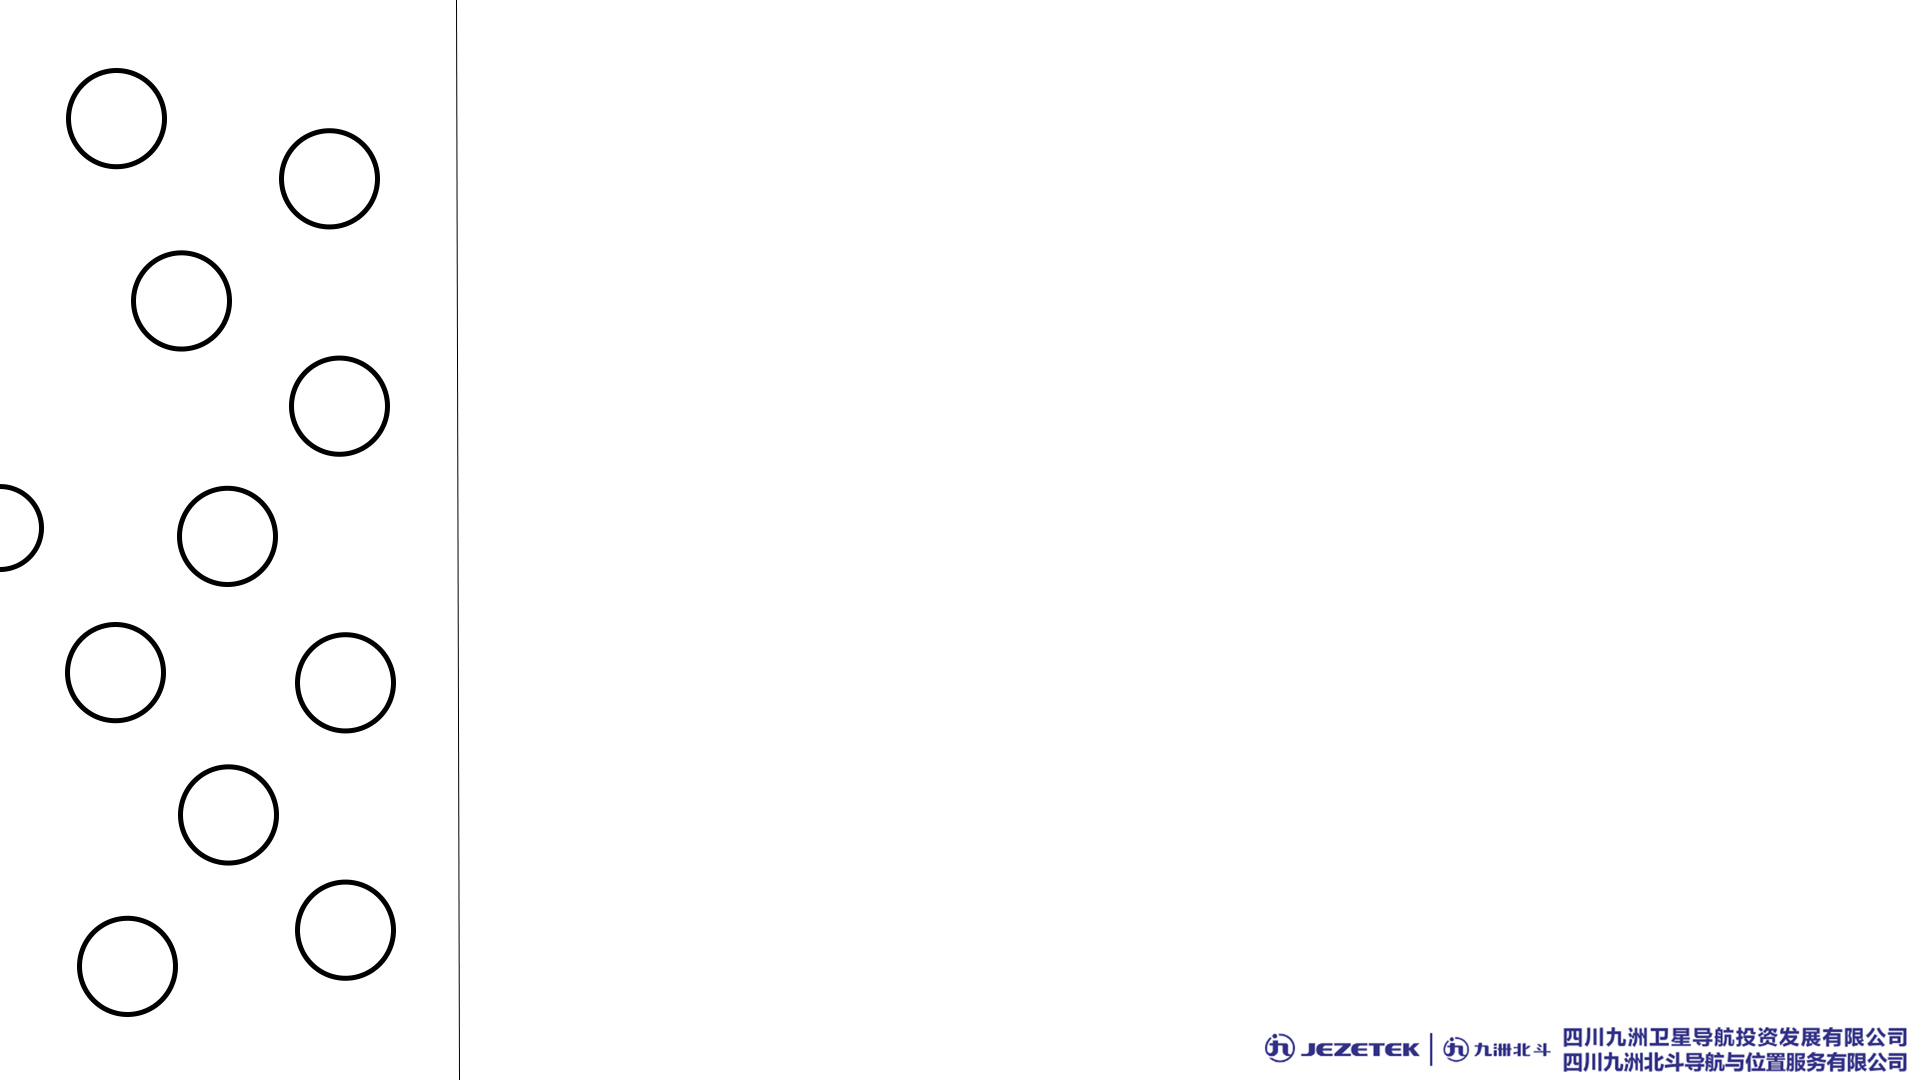 JEZETEK 九洲北斗 四川九洲卫星导航投资发展有限公司
四川九洲北斗导航与位置服务有限公司